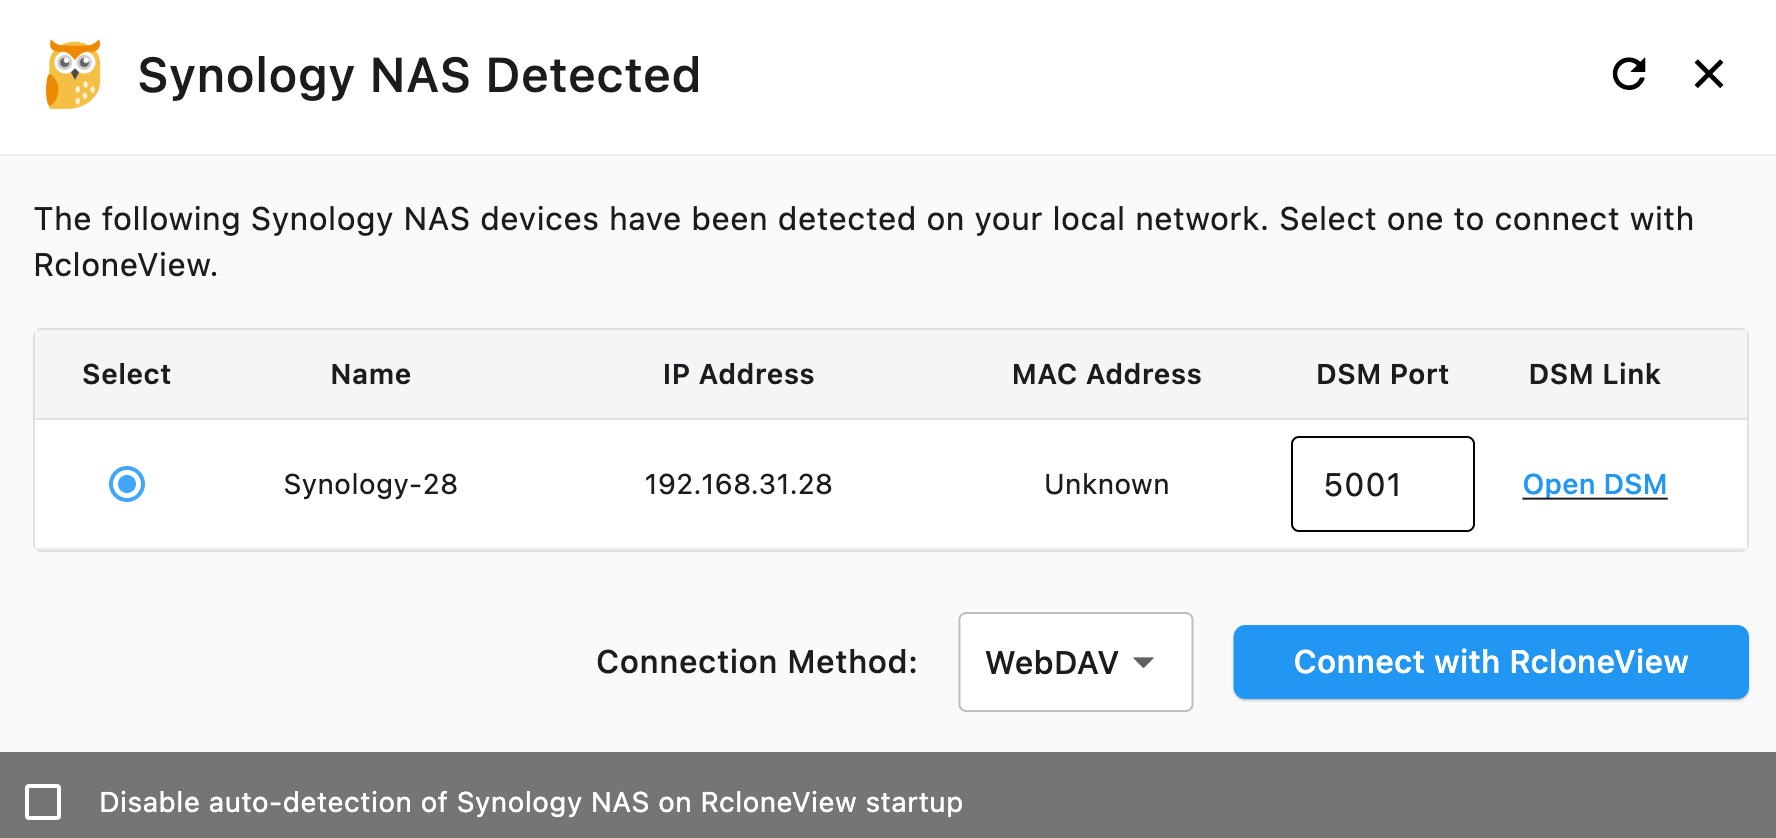 Synology NAS Detected
The following Synology NAS devices have been detected on your local network. Select one to connect with
RcloneView.
Select Name IP Address MAC Address DSM Port DSM Link
Synology-28 192.168.31.28 Unknown 5001 Open DSM
Connection Method: WebDAV Connect with RcloneView
Disable auto-detection of Synology NAS on RcloneView startup